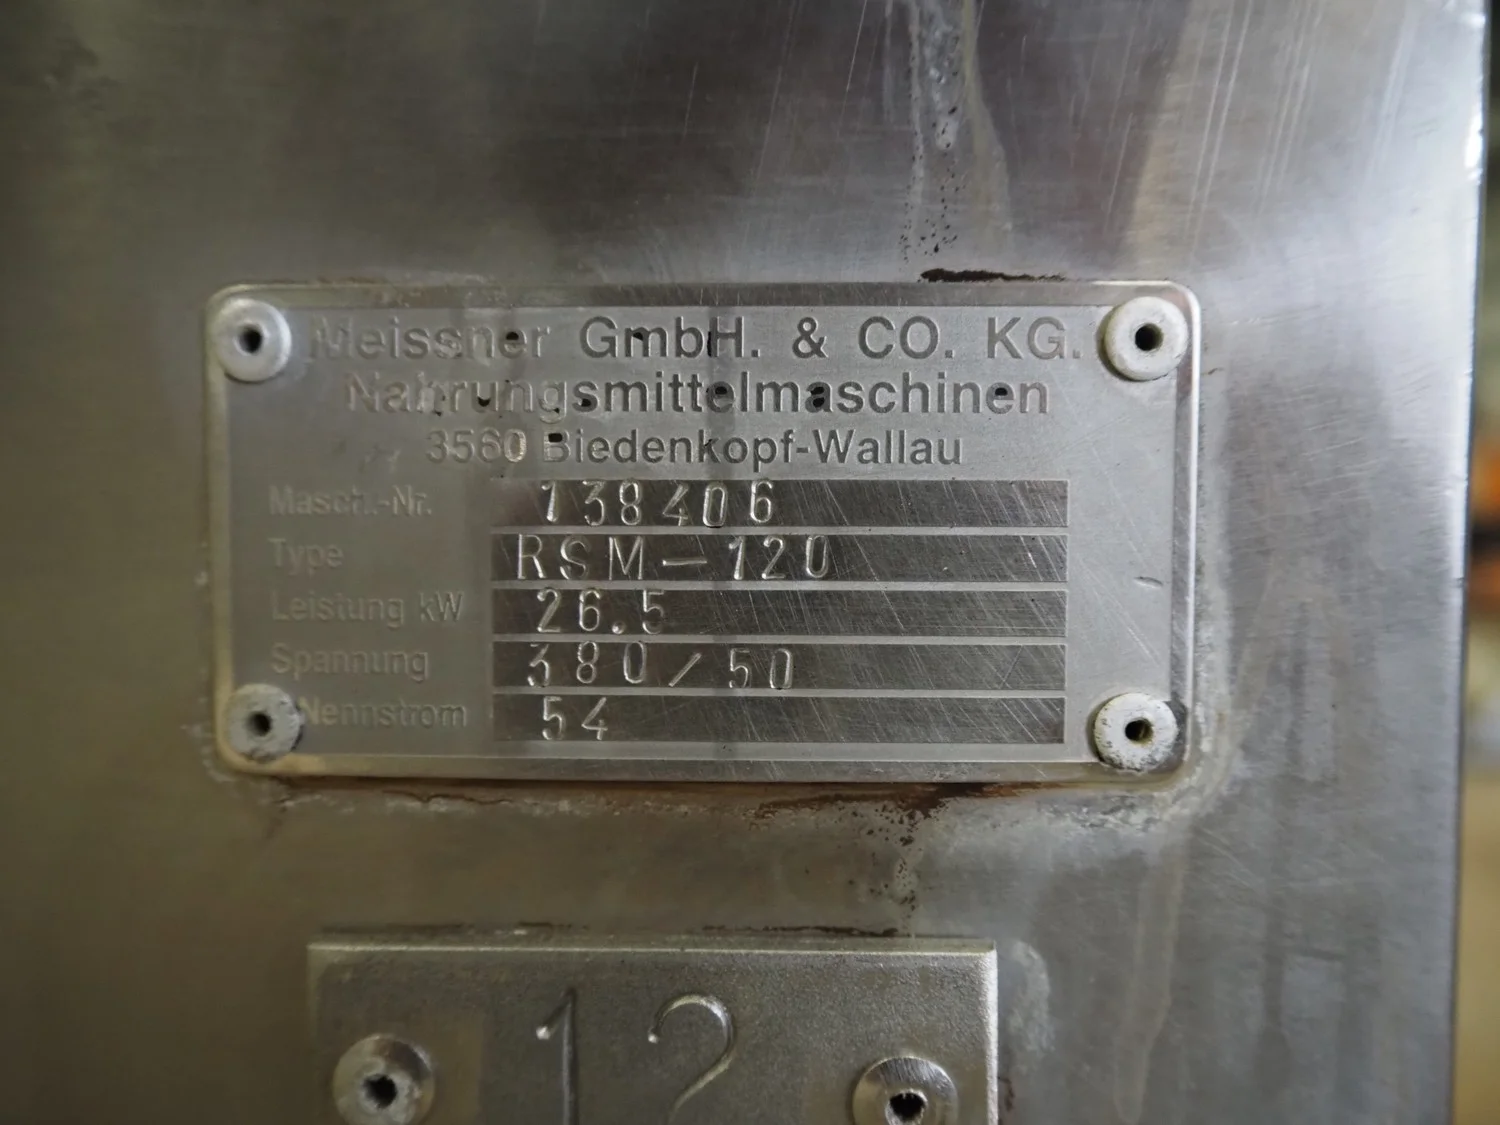 Meissner GmbH. & CO. KG.
Nahrungsmittelmaschinen
3560 Biedenkopf-Wallau
Masch.-Nr. 138406
Type RSM-120
Leistung kW 26.5
Spannung 380/50
Nennstrom 54
12